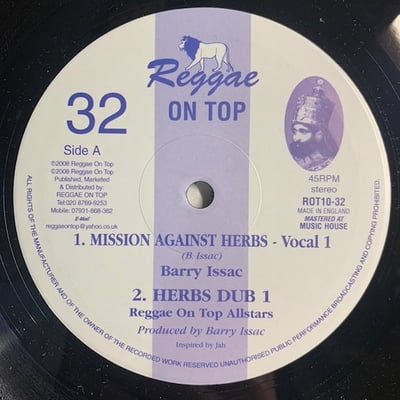 Reggae
ON TOP
32
Side A
℗2008 Reggae On Top
©2008 Reggae On Top
Published, Marketed
& Distributed by:
REGGAE ON TOP
Tel: 020 8769-9253
Mobile: 07931-868-362
E-Mail
reggaeontop@yahoo.co.uk
45RPM
stereo
ROT10-32
MADE IN ENGLAND
MASTERED AT
MUSIC HOUSE
1. MISSION AGAINST HERBS - Vocal 1
(B. Issac)
Barry Issac
2. HERBS DUB 1
Reggae On Top Allstars
Produced by Barry Issac
Inspired by Jah
ALL RIGHTS OF THE MANUFACTURER AND OF THE OWNER OF THE RECORDED WORK RESERVED UNAUTHORISED PUBLIC PERFORMANCE BROADCASTING AND COPYING PROHIBITED.